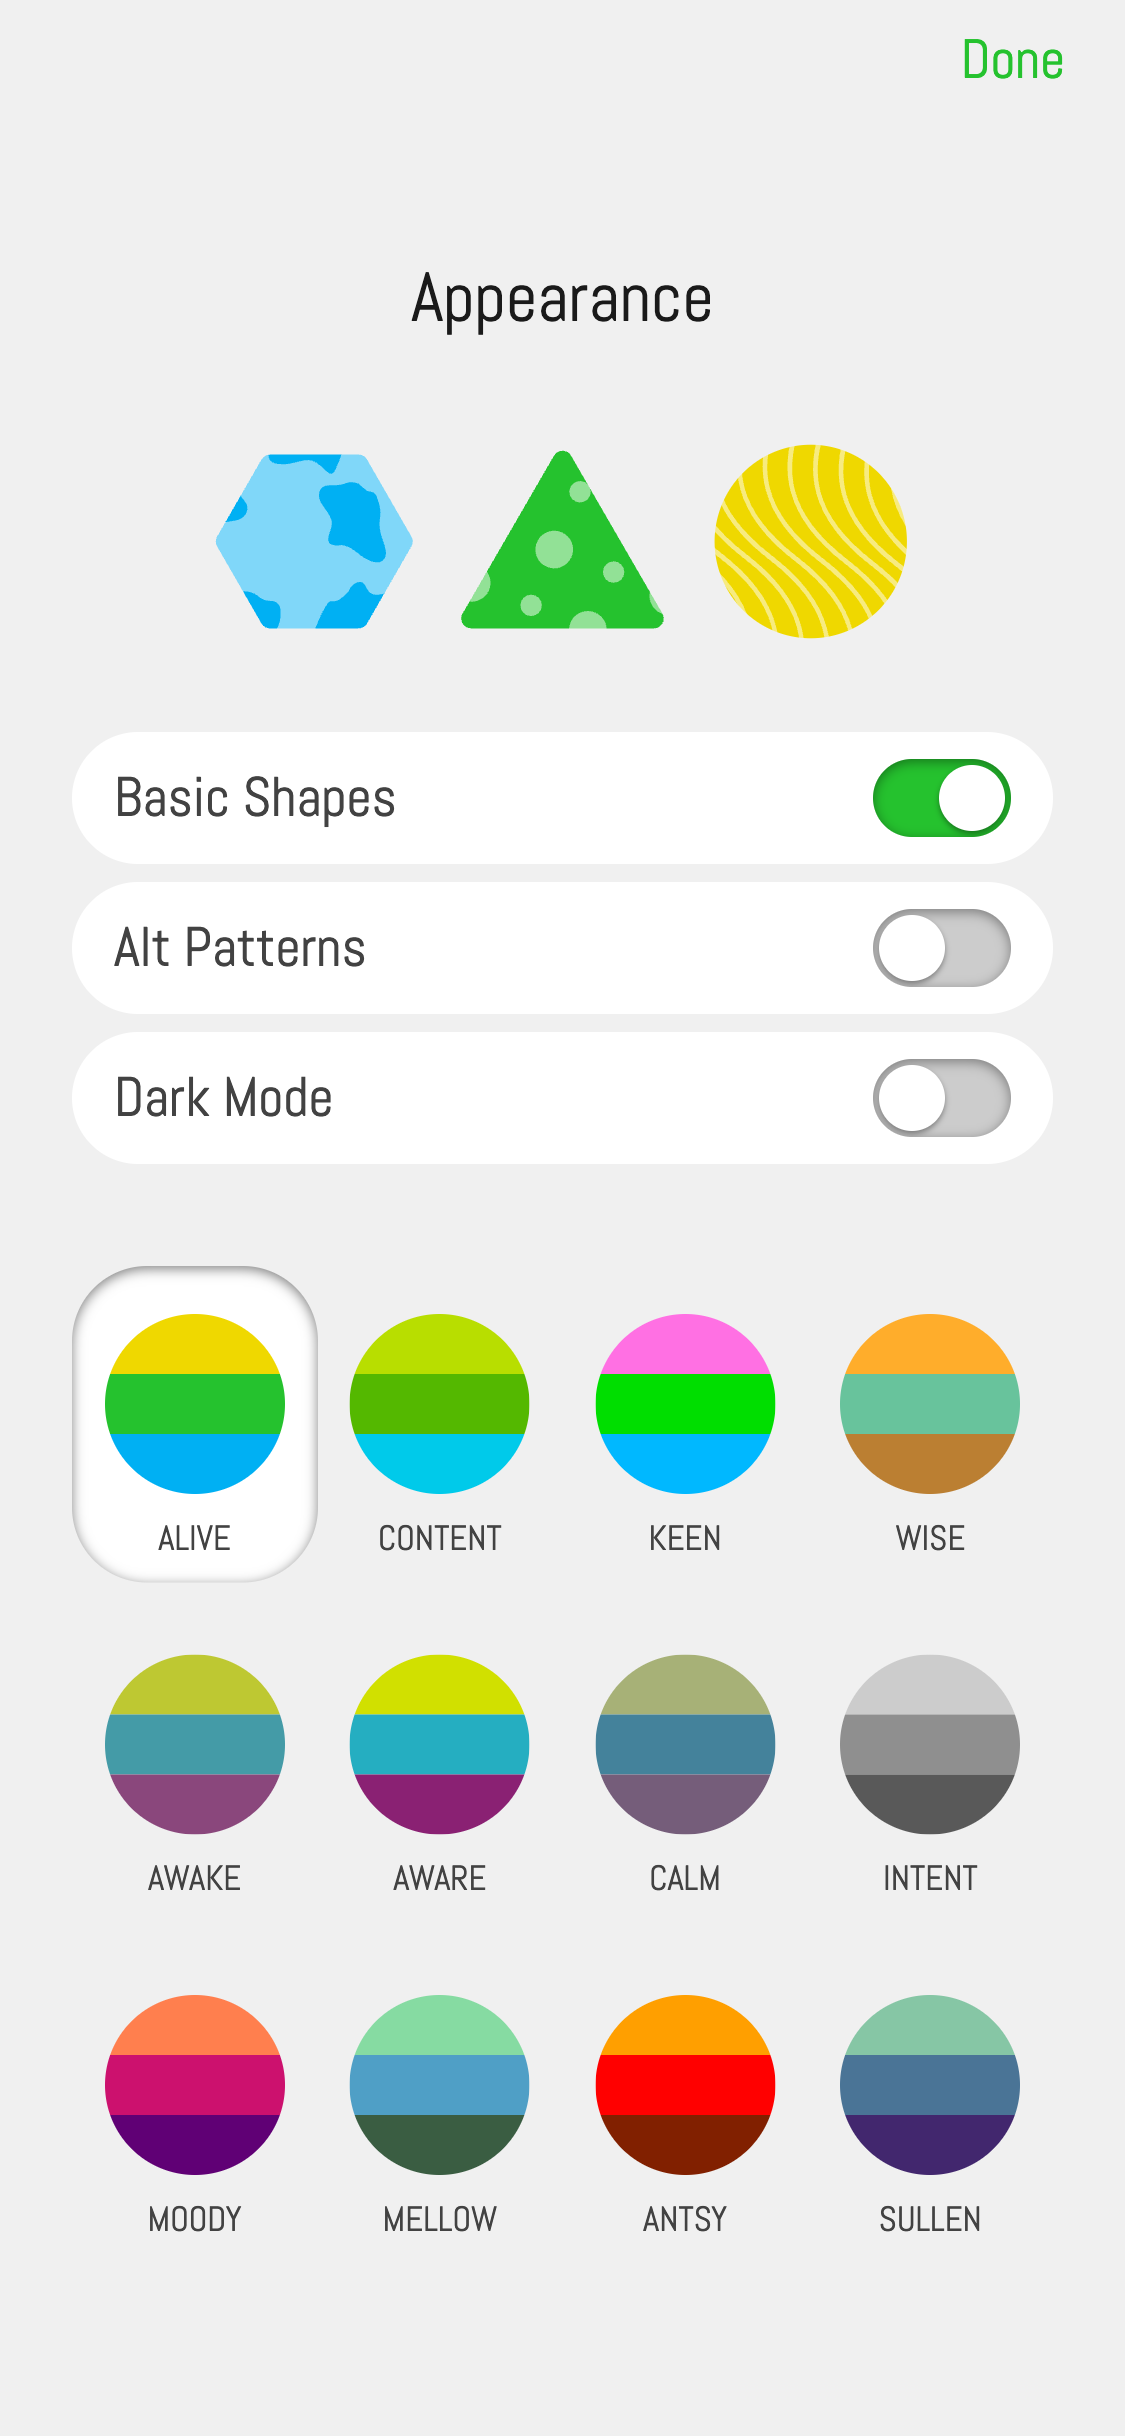 Done
Appearance
Basic Shapes
Alt Patterns
Dark Mode
ALIVE
CONTENT
KEEN
WISE
AWAKE
AWARE
CALM
INTENT
MOODY
MELLOW
ANTSY
SULLEN